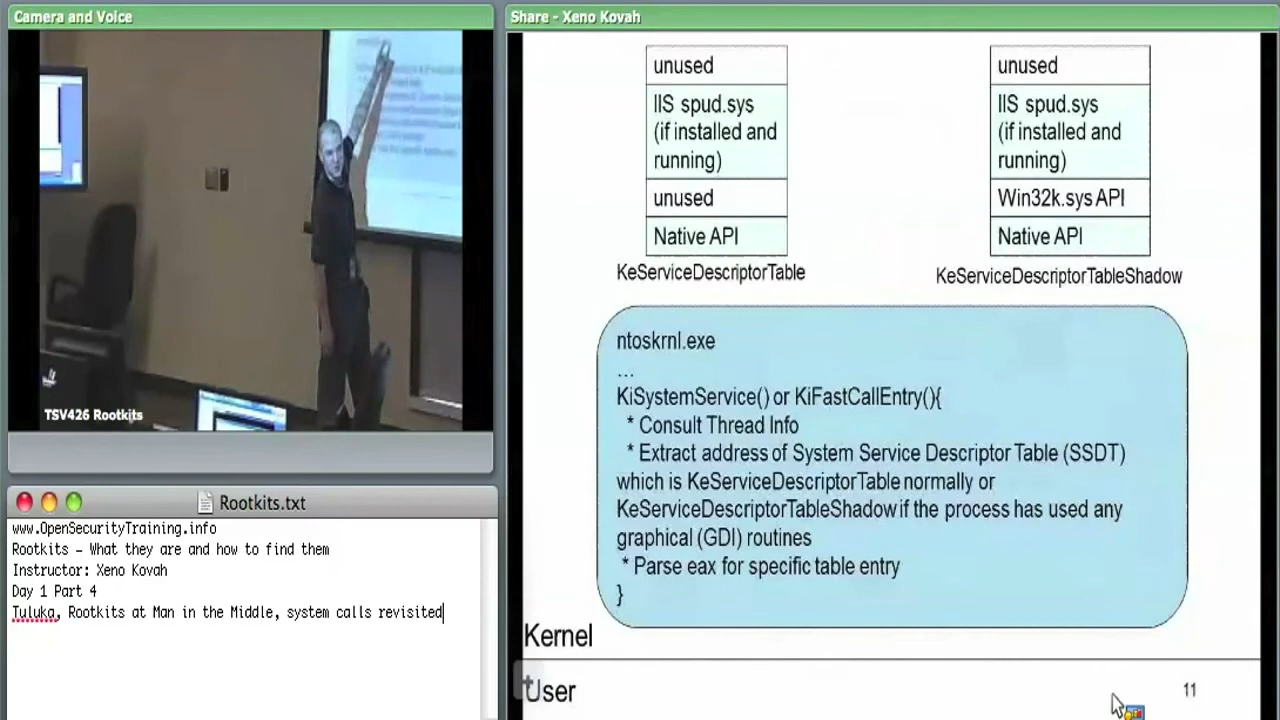 Camera and Voice
TSV426 Rootkits
Rootkits.txt
www.OpenSecurityTraining.info
Rootkits - What they are and how to find them
Instructor: Xeno Kovah
Day 1 Part 4
Tuluka, Rootkits at Man in the Middle, system calls revisited
Share - Xeno Kovah
unused
IIS spud.sys
(if installed and
running)
unused
Native API
KeServiceDescriptorTable
unused
IIS spud.sys
(if installed and
running)
Win32k.sys API
Native API
KeServiceDescriptorTableShadow
ntoskrnl.exe
…
KiSystemService() or KiFastCallEntry(){
* Consult Thread Info
* Extract address of System Service Descriptor Table (SSDT)
which is KeServiceDescriptorTable normally or
KeServiceDescriptorTableShadow if the process has used any
graphical (GDI) routines
* Parse eax for specific table entry
}
Kernel
User
11